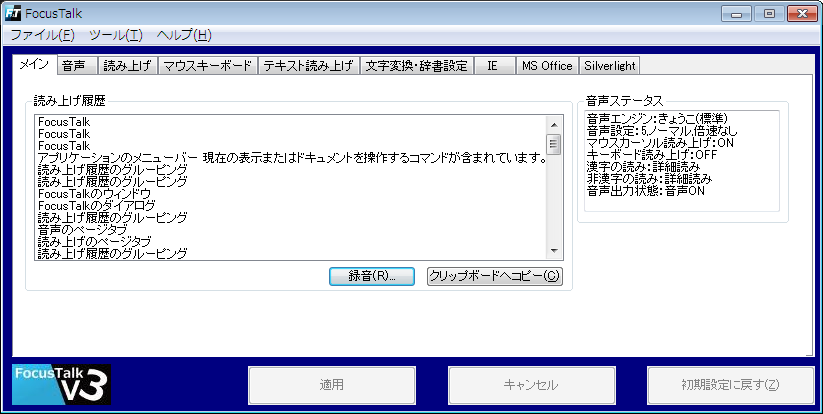 FocusTalk
ファイル(F) ツール(T) ヘルプ(H)
メイン 音声 読み上げ マウスキーボード テキスト読み上げ 文字変換・辞書設定 IE MS Office Silverlight
読み上げ履歴
FocusTalk
FocusTalk
FocusTalk
アプリケーションのメニューバー 現在の表示またはドキュメントを操作するコマンドが含まれています。
読み上げ履歴のグルーピング
読み上げ履歴のグルーピング
FocusTalkのウィンドウ
FocusTalkのダイアログ
読み上げ履歴のグルーピング
音声のページタブ
読み上げのページタブ
読み上げ履歴のグルーピング
録音(R)... クリップボードへコピー(C)
音声ステータス
音声エンジン:きょうこ(標準)
音声設定:5,ノーマル,倍速なし
マウスカーソル読み上げ:ON
キーボード読み上げ:OFF
漢字の読み:詳細読み
非漢字の読み:詳細読み
音声出力状態:音声ON
FocusTalk
V3
適用 キャンセル 初期設定に戻す(Z)